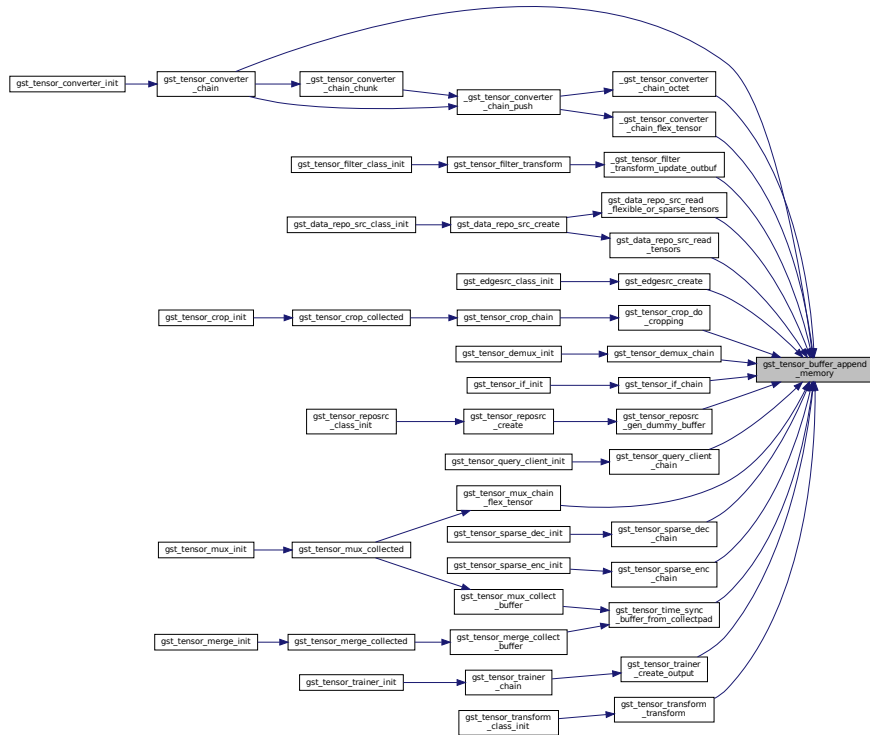 gst_tensor_converter_init
gst_tensor_converter
_chain
_gst_tensor_converter
_chain_chunk
_gst_tensor_converter
_chain_push
_gst_tensor_converter
_chain_octet
_gst_tensor_converter
_chain_flex_tensor
gst_tensor_filter_class_init
gst_tensor_filter_transform
_gst_tensor_filter
_transform_update_outbuf
gst_data_repo_src_class_init
gst_data_repo_src_create
gst_data_repo_src_read
_flexible_or_sparse_tensors
gst_data_repo_src_read
_tensors
gst_edgesrc_class_init
gst_edgesrc_create
gst_tensor_crop_init
gst_tensor_crop_collected
gst_tensor_crop_chain
gst_tensor_crop_do
_cropping
gst_tensor_demux_init
gst_tensor_demux_chain
gst_tensor_buffer_append
_memory
gst_tensor_if_init
gst_tensor_if_chain
gst_tensor_reposrc
_class_init
gst_tensor_reposrc
_create
gst_tensor_reposrc
_gen_dummy_buffer
gst_tensor_query_client_init
gst_tensor_query_client
_chain
gst_tensor_mux_chain
_flex_tensor
gst_tensor_sparse_dec_init
gst_tensor_sparse_dec
_chain
gst_tensor_mux_init
gst_tensor_mux_collected
gst_tensor_sparse_enc_init
gst_tensor_sparse_enc
_chain
gst_tensor_mux_collect
_buffer
gst_tensor_time_sync
_buffer_from_collectpad
gst_tensor_merge_init
gst_tensor_merge_collected
gst_tensor_merge_collect
_buffer
gst_tensor_trainer_init
gst_tensor_trainer
_chain
gst_tensor_trainer
_create_output
gst_tensor_transform
_class_init
gst_tensor_transform
_transform